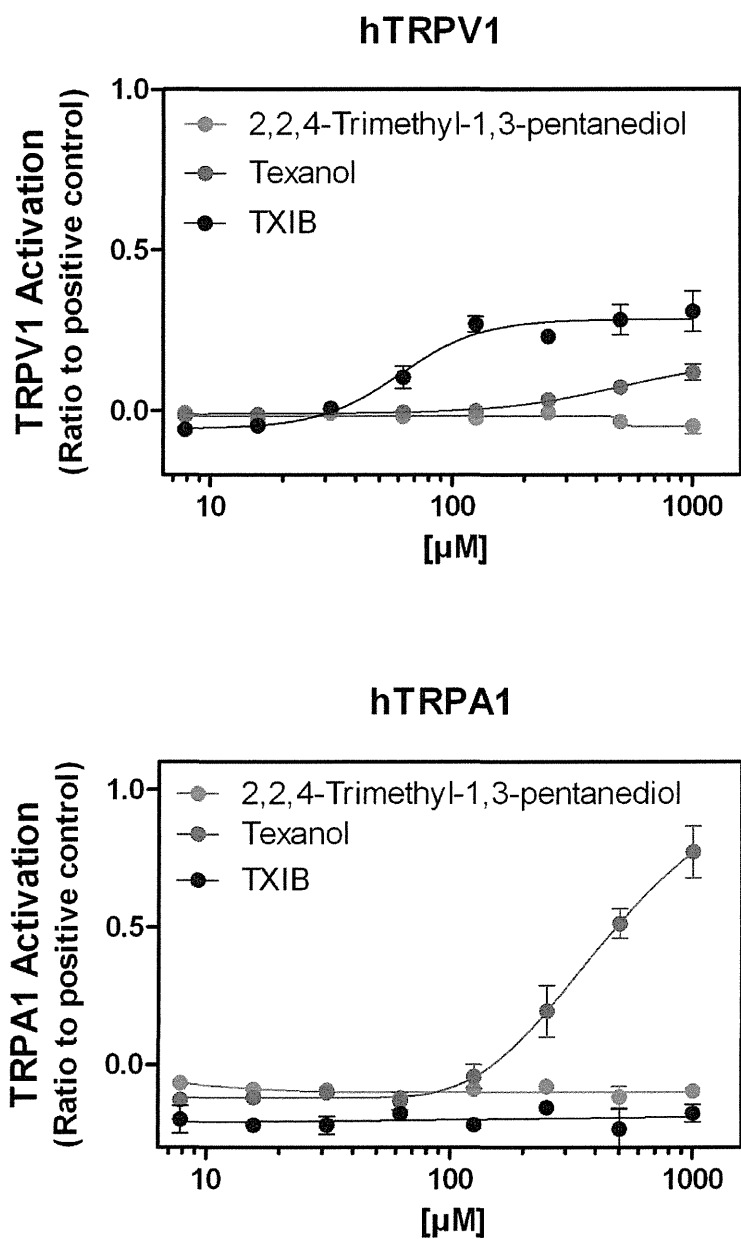 hTRPV1
TRPV1 Activation
(Ratio to positive control)
1.0
0.5
0.0
2,2,4-Trimethyl-1,3-pentanediol
Texanol
TXIB
10 100 1000
[µM]
hTRPA1
TRPA1 Activation
(Ratio to positive control)
1.0
0.5
0.0
2,2,4-Trimethyl-1,3-pentanediol
Texanol
TXIB
10 100 1000
[µM]